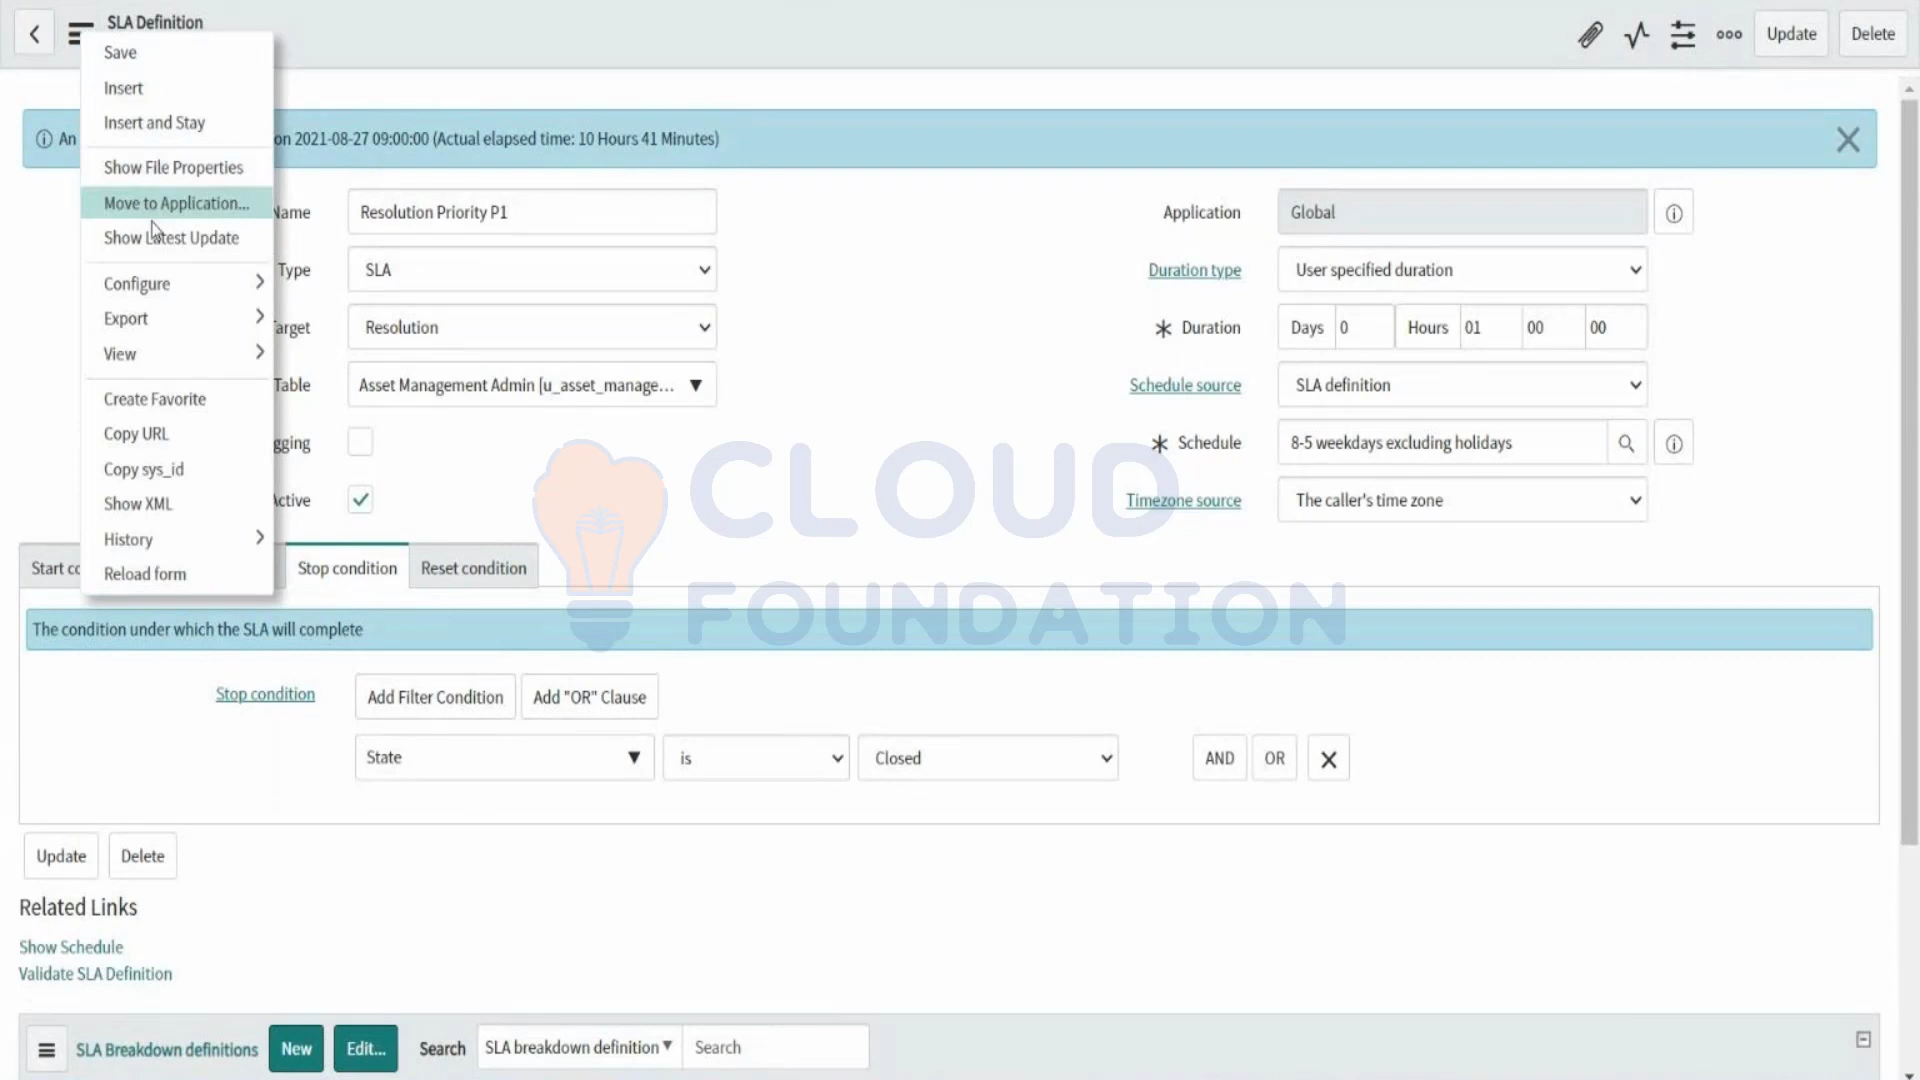 SLA Definition
Update
Delete
Save
Insert
Insert and Stay
Show File Properties
Move to Application...
Show Latest Update
Configure
Export
View
Create Favorite
Copy URL
Copy sys_id
Show XML
History
Reload form
An on 2021-08-27 09:00:00 (Actual elapsed time: 10 Hours 41 Minutes)
Name Resolution Priority P1
Application Global
Type SLA
Duration type User specified duration
Target Resolution
Duration Days 0 Hours 01 00 00
Table Asset Management Admin [u_asset_manage...
Schedule source SLA definition
gging
Schedule 8-5 weekdays excluding holidays
Active
Timezone source The caller's time zone
CLOUD
FOUNDATION
Start co Stop condition Reset condition
The condition under which the SLA will complete
Stop condition Add Filter Condition Add "OR" Clause
State is Closed AND OR
Update Delete
Related Links
Show Schedule
Validate SLA Definition
SLA Breakdown definitions New Edit... Search SLA breakdown definition Search